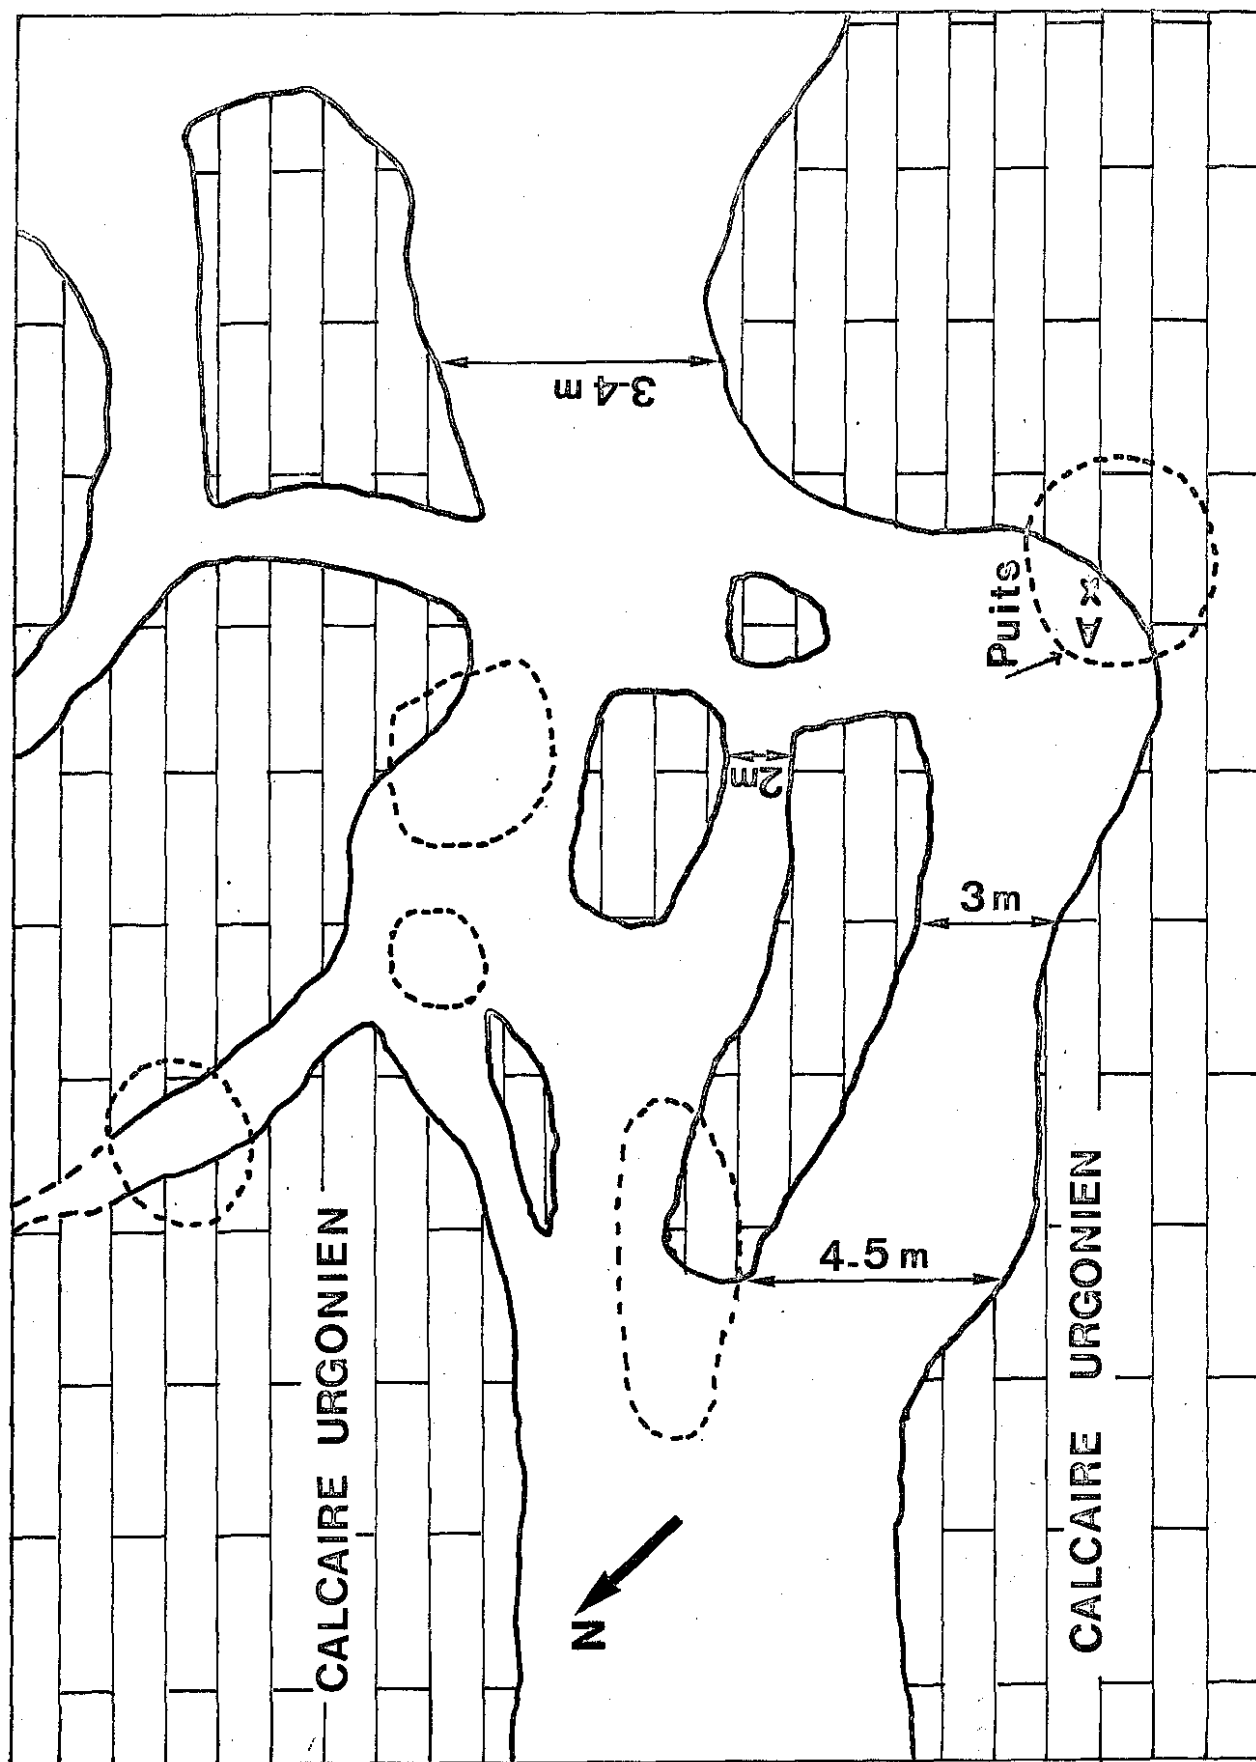 3-4 m
Puits
A x
2m
3 m
4-5 m
CALCAIRE URGONIEN
CALCAIRE URGONIEN
N